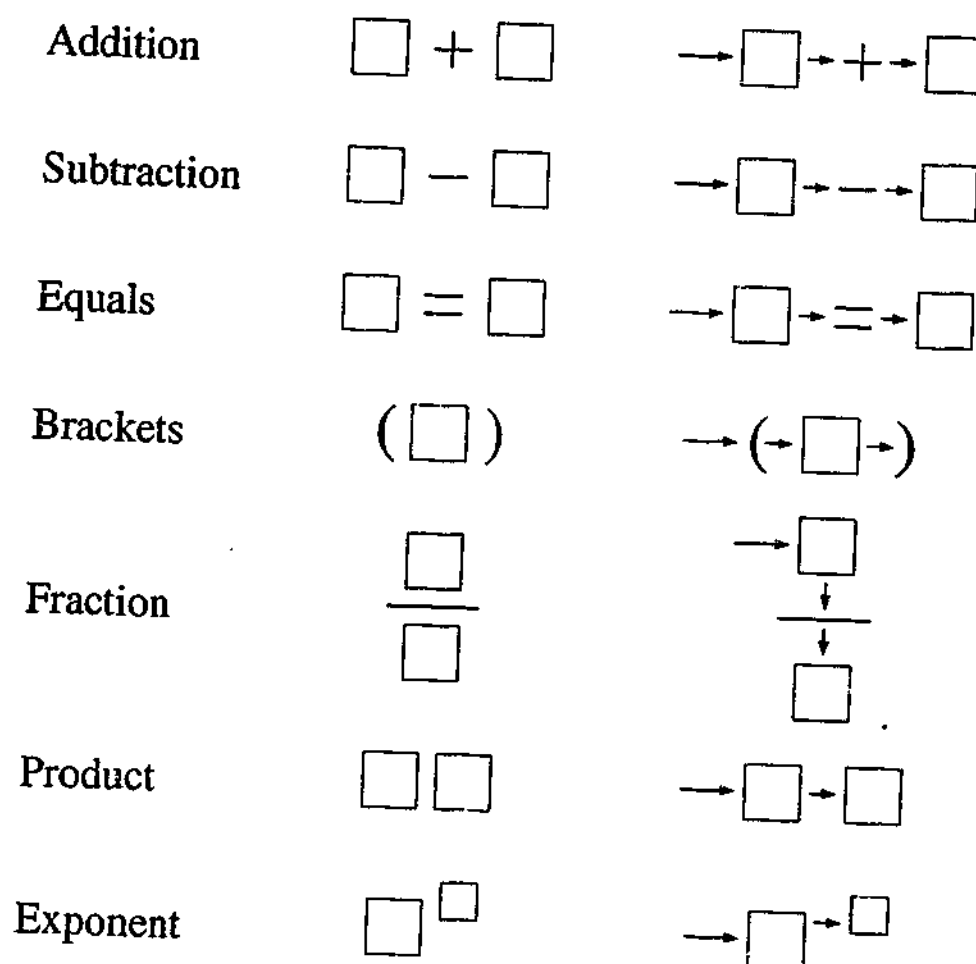 Addition □ + □ → □ → + → □
Subtraction □ − □ → □ → − → □
Equals □ = □ → □ → = → □
Brackets ( □ ) → ( → □ → )
Fraction
Product □ □ → □ → □
Exponent